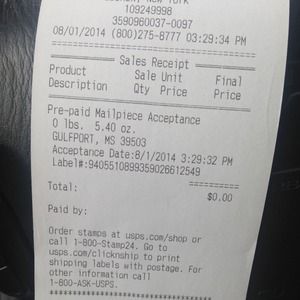 New York
109249998
3590960037-0097
08/01/2014 (800)275-8777 03:29:34 PM
Sales Receipt
Product Sale Unit Final
Description Qty Price Price
Pre-paid Mailpiece Acceptance
0 lbs. 5.40 oz.
GULFPORT, MS 39503
Acceptance Date:8/1/2014 3:29:32 PM
Label#:9405510899359026612549
Total: $0.00
Paid by:
Order stamps at usps.com/shop or
call 1-800-Stamp24. Go to
usps.com/clicknship to print
shipping labels with postage. For
other information call
1-800-ASK-USPS.